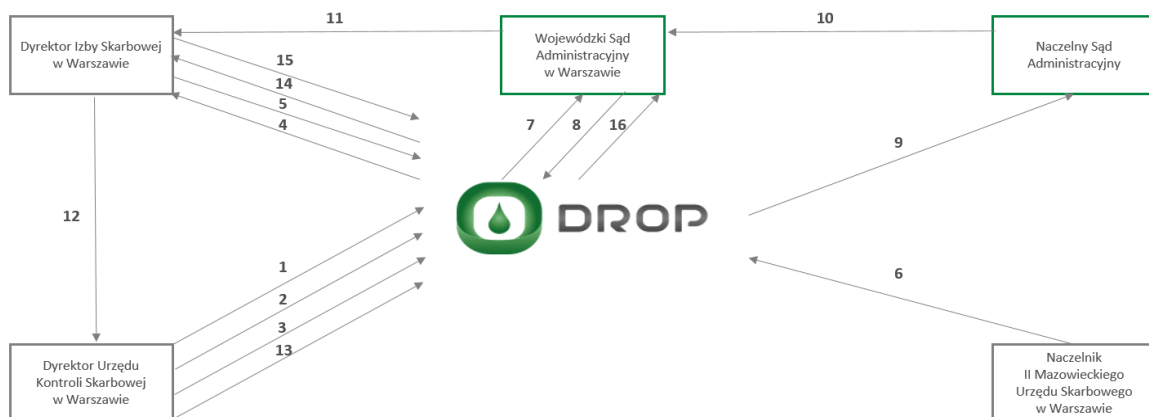 11
10
Dyrektor Izby Skarbowej
w Warszawie
Wojewódzki Sąd
Administracyjny
w Warszawie
Naczelny Sąd
Administracyjny
15
14
5
4
7
8
16
9
DROP
12
1
2
3
13
6
Dyrektor Urzędu
Kontroli Skarbowej
w Warszawie
Naczelnik
II Mazowieckiego
Urzędu Skarbowego
w Warszawie